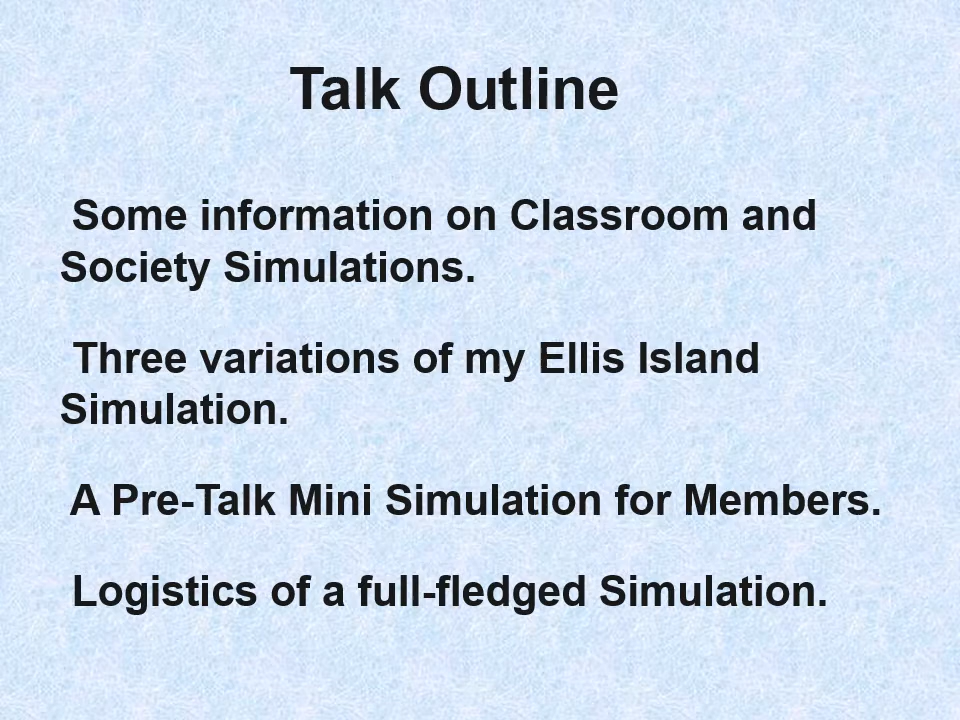 Talk Outline
Some information on Classroom and
Society Simulations.
Three variations of my Ellis Island
Simulation.
A Pre-Talk Mini Simulation for Members.
Logistics of a full-fledged Simulation.